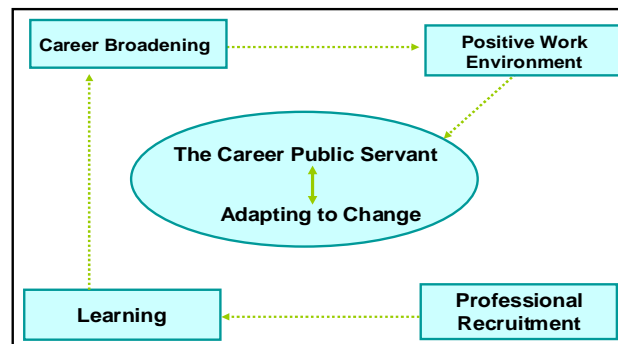 Career Broadening
Positive Work
Environment
The Career Public Servant
Adapting to Change
Learning
Professional
Recruitment